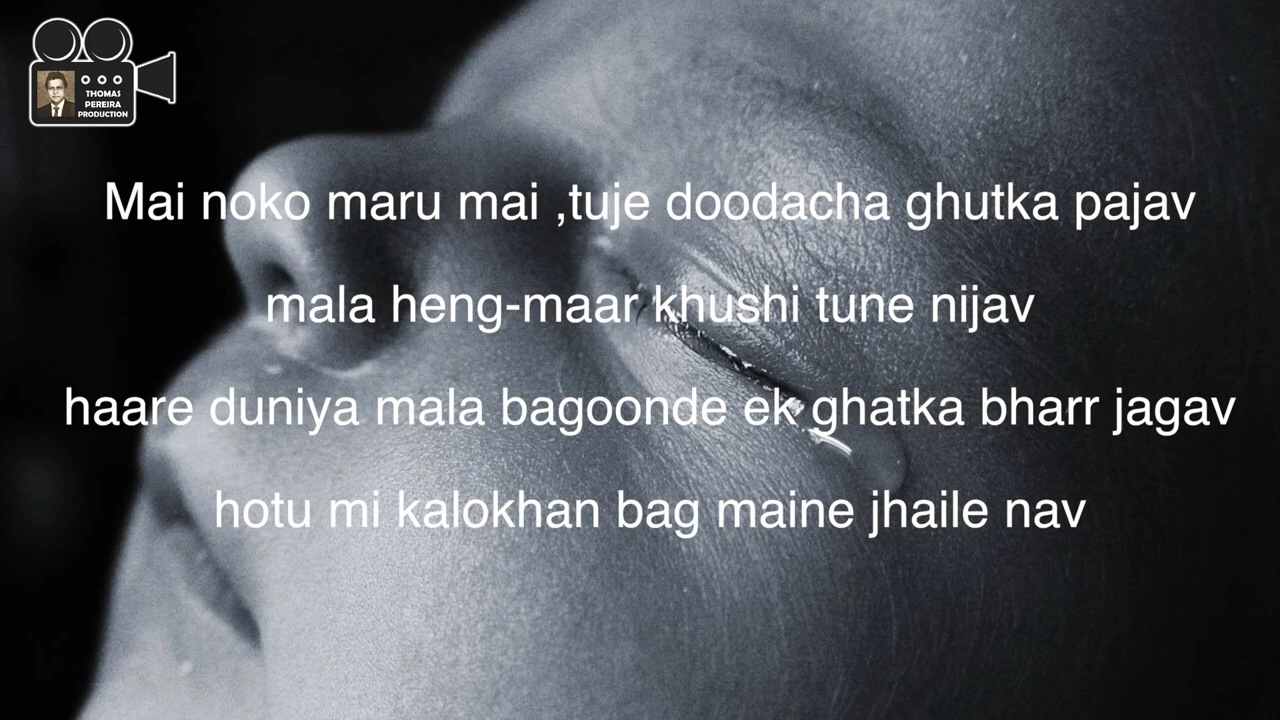 THOMAS
PEREIRA
PRODUCTION
Mai noko maru mai ,tuje doodacha ghutka pajav
mala heng-maar khushi tune nijav
haare duniya mala bagoonde ek ghatka bharr jagav
hotu mi kalokhan bag maine jhaile nav